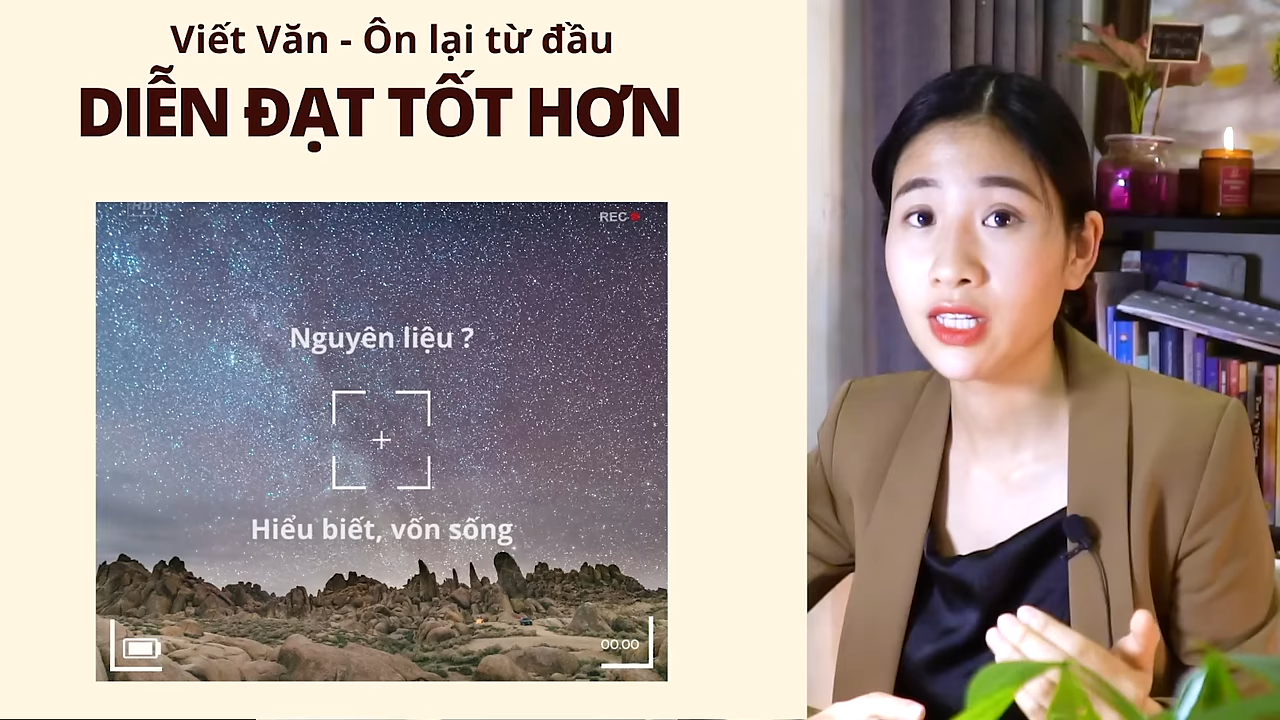 Viết Văn - Ôn lại từ đầu
DIỄN ĐẠT TỐT HƠN
REC
Nguyên liệu ?
Hiểu biết, vốn sống
00.00